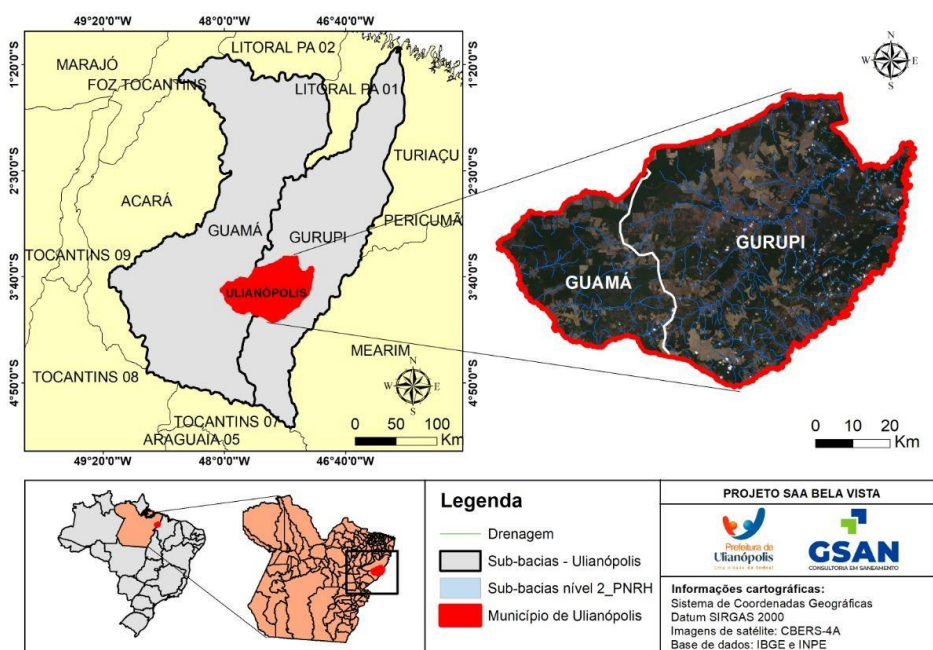 49°20'0"W 48°0'0"W 46°40'0"W
1°20'0"S
2°30'0"S
3°40'0"S
4°50'0"S
LITORAL PA 02
MARAJÓ
FOZ TOCANTINS
LITORAL PA 01
TURIAÇU
ACARÁ
GUAMÁ
GURUPI
PERICUMÃ
TOCANTINS 09
ULIANÓPOLIS
MEARIM
TOCANTINS 08
TOCANTINS 07
ARAGUAIA 05
N
W E
S
0 50 100
Km
1°20'0"S
2°30'0"S
3°40'0"S
4°50'0"S
49°20'0"W 48°0'0"W 46°40'0"W
N
W E
S
GURUPI
GUAMÁ
0 10 20
Km
Legenda
Drenagem
Sub-bacias - Ulianópolis
Sub-bacias nível 2_PNRH
Município de Ulianópolis
PROJETO SAA BELA VISTA
Prefeitura de
Ulianópolis
GSAN
CONSULTORIA EM SANEAMENTO
Informações cartográficas:
Sistema de Coordenadas Geográficas
Datum SIRGAS 2000
Imagens de satélite: CBERS-4A
Base de dados: IBGE e INPE